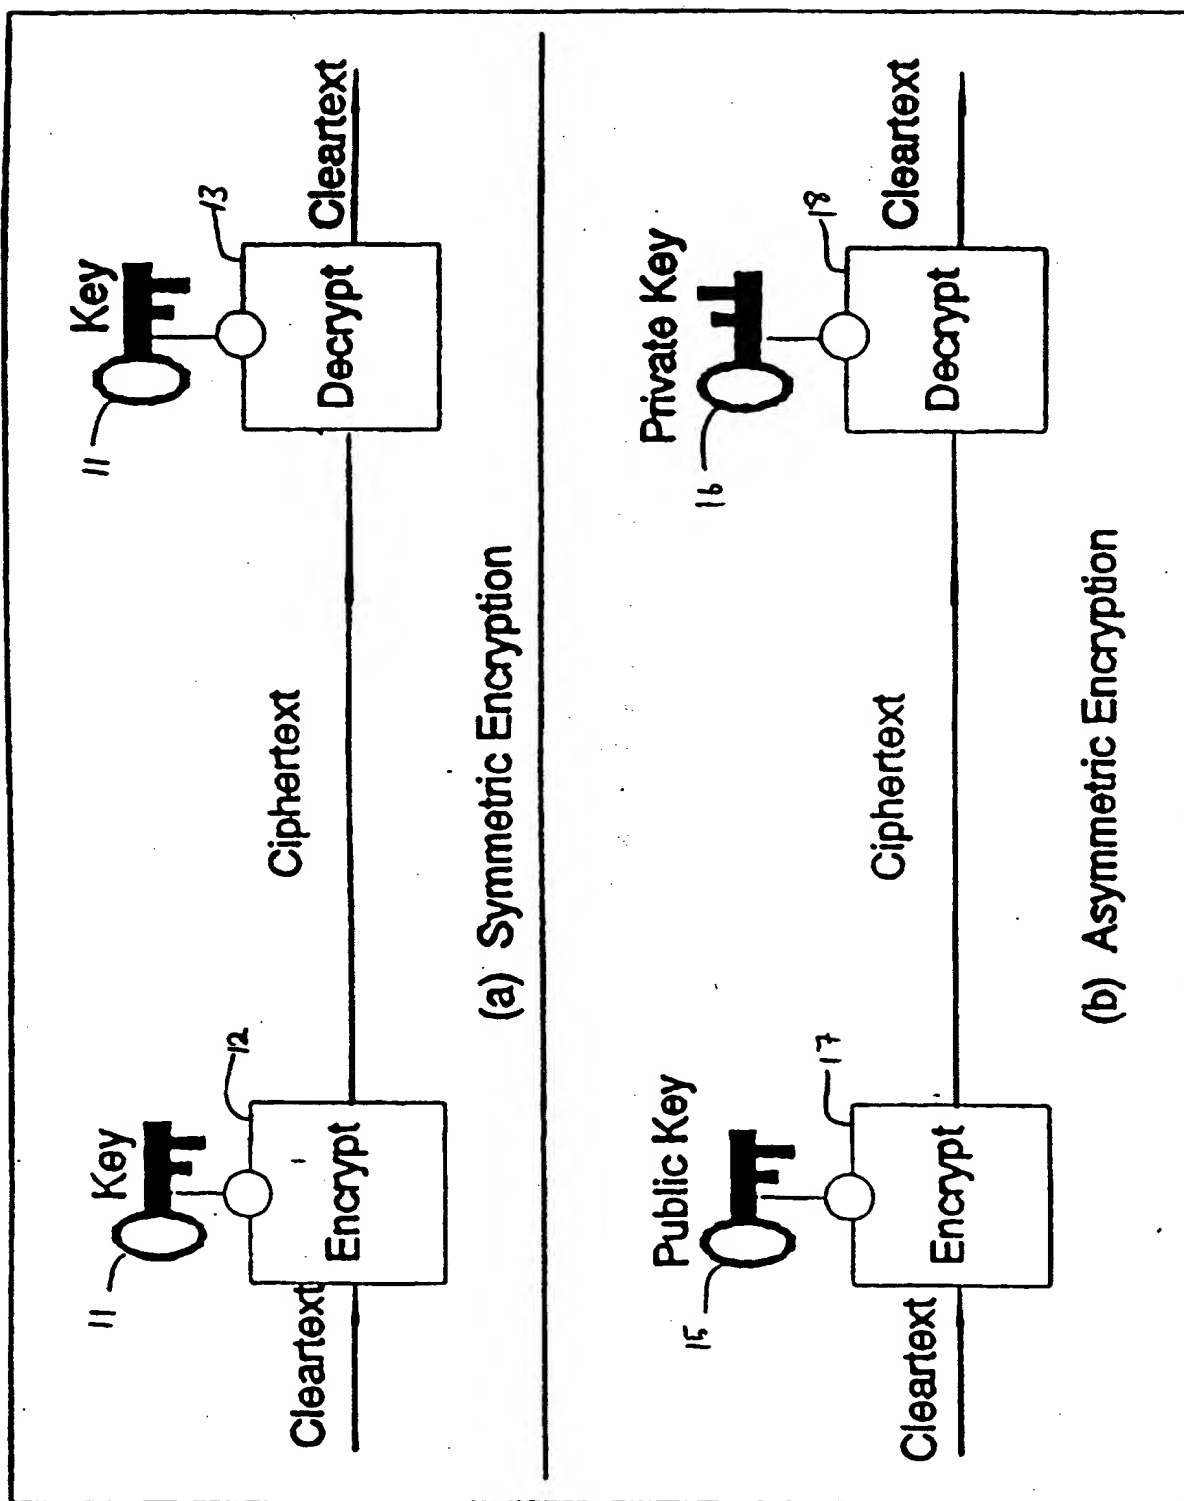 Key
Key
11
11
12
13
Cleartext
Encrypt
Ciphertext
Decrypt
Cleartext
(a) Symmetric Encryption
Public Key
Private Key
15
16
17
18
Cleartext
Encrypt
Ciphertext
Decrypt
Cleartext
(b) Asymmetric Encryption